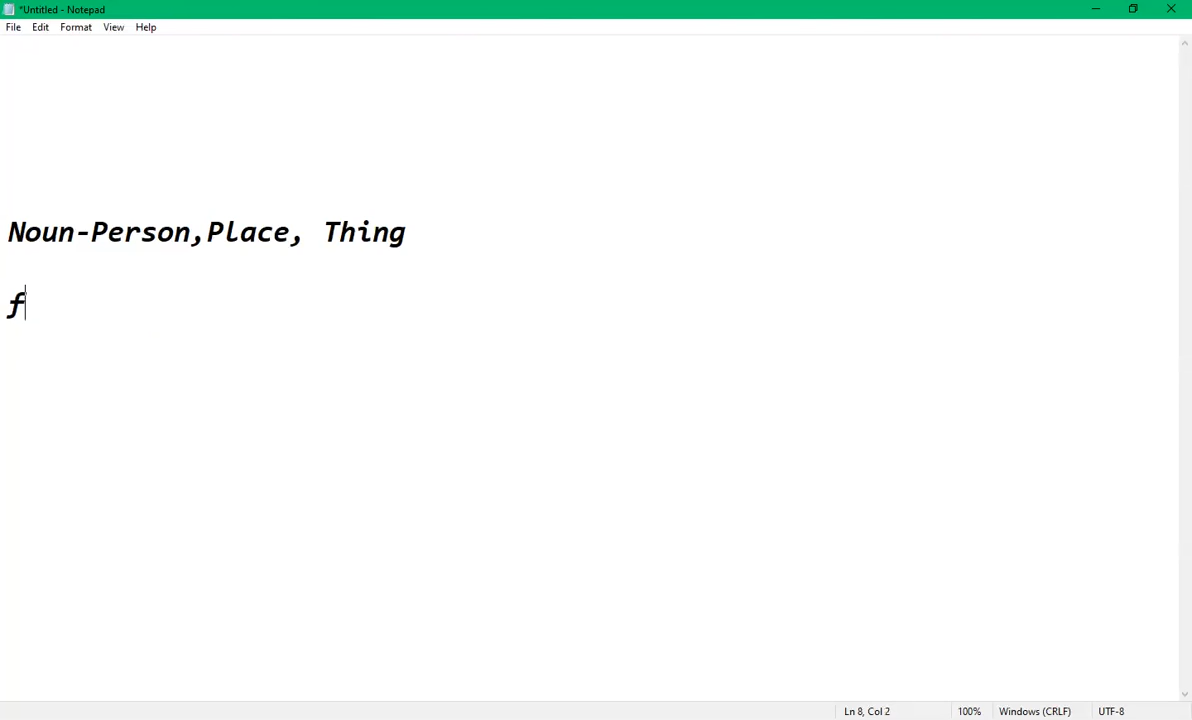 *Untitled - Notepad
File Edit Format View Help
Noun-Person,Place, Thing
f
Ln 8, Col 2 100% Windows (CRLF) UTF-8